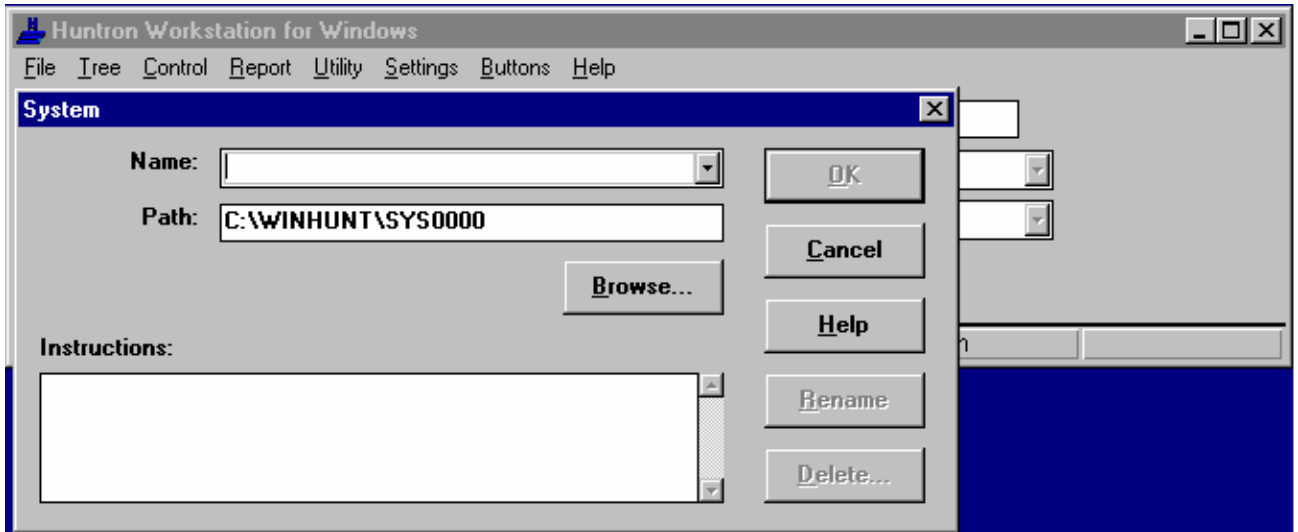 Huntron Workstation for Windows
File Tree Control Report Utility Settings Buttons Help
System
Name:
OK
Path: C:\WINHUNT\SYS0000
Cancel
Browse...
Help
Instructions:
Rename
Delete...